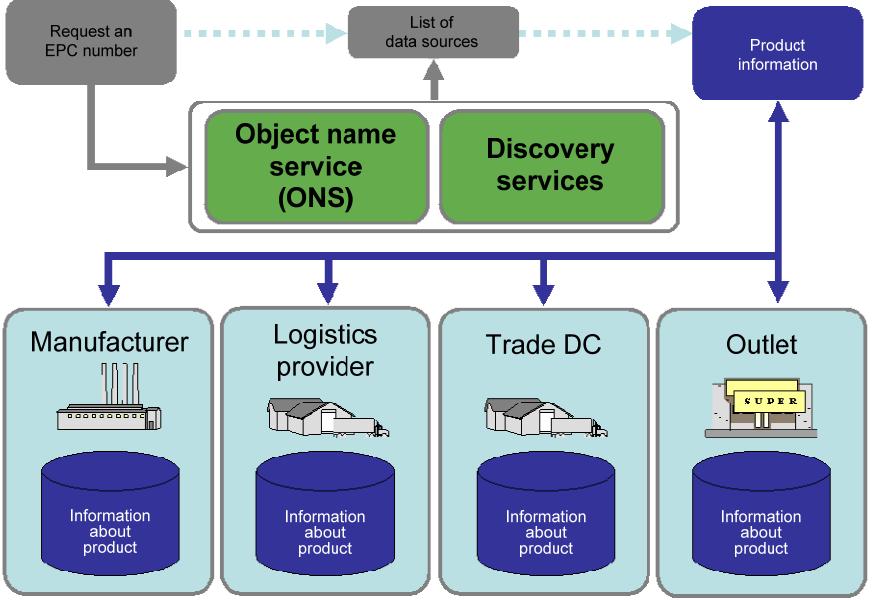 Request an
EPC number
List of
data sources
Product
information
Object name
service
(ONS)
Discovery
services
Manufacturer
Logistics
provider
Trade DC
Outlet
SUPER
Information
about
product
Information
about
product
Information
about
product
Information
about
product